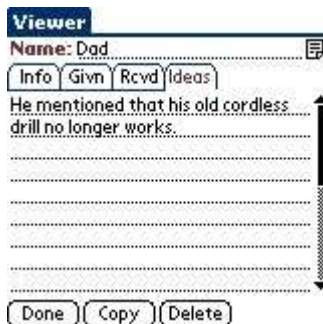 Viewer
Name: Dad
Info Givn Rcvd Ideas
He mentioned that his old cordless
drill no longer works.
Done Copy Delete